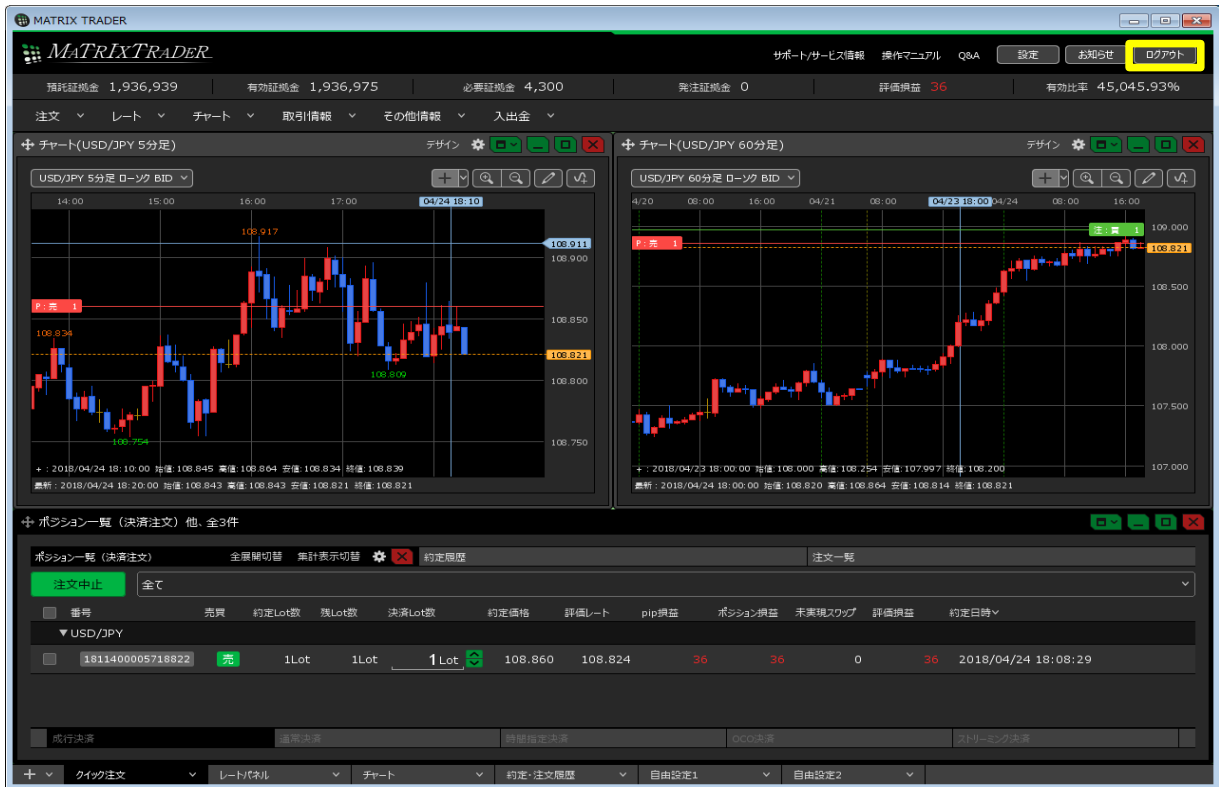 MATRIX TRADER
MATRIXTRADER
サポート/サービス情報 操作マニュアル Q&A 設定 お知らせ ログアウト
預託証拠金 1,936,939 有効証拠金 1,936,975 必要証拠金 4,300 発注証拠金 0 評価損益 36 有効比率 45,045.93%
注文 レート チャート 取引情報 その他情報 入出金
チャート(USD/JPY 5分足) デザイン
USD/JPY 5分足 ローソク BID
14:00 15:00 16:00 17:00 04/24 18:10
108.917
108.911
108.900
P:売 1
108.850
108.834
108.821
108.809
108.800
108.754
108.750
+ : 2018/04/24 18:10:00 始値:108.845 高値:108.864 安値:108.834 終値:108.839
最新 : 2018/04/24 18:20:00 始値:108.843 高値:108.843 安値:108.821 終値:108.821
チャート(USD/JPY 60分足) デザイン
USD/JPY 60分足 ローソク BID
4/20 08:00 16:00 04/21 08:00 04/23 18:00 04/24 08:00 16:00
注:買 1
109.000
P:売 1
108.821
108.500
108.000
107.500
107.000
+ : 2018/04/23 18:00:00 始値:108.000 高値:108.254 安値:107.997 終値:108.200
最新 : 2018/04/24 18:00:00 始値:108.820 高値:108.864 安値:108.814 終値:108.821
ポジション一覧（決済注文）他、全3件
ポジション一覧（決済注文） 全展開切替 集計表示切替 約定履歴 注文一覧
注文中止 全て
番号 売買 約定Lot数 残Lot数 決済Lot数 約定価格 評価レート pip損益 ポジション損益 未実現スワップ 評価損益 約定日時
▼USD/JPY
1811400005718822 売 1Lot 1Lot 1 Lot 108.860 108.824 36 36 0 36 2018/04/24 18:08:29
成行決済 通常決済 時間指定決済 OCO決済 ストリーミング決済
+ クイック注文 レートパネル チャート 約定・注文履歴 自由設定1 自由設定2